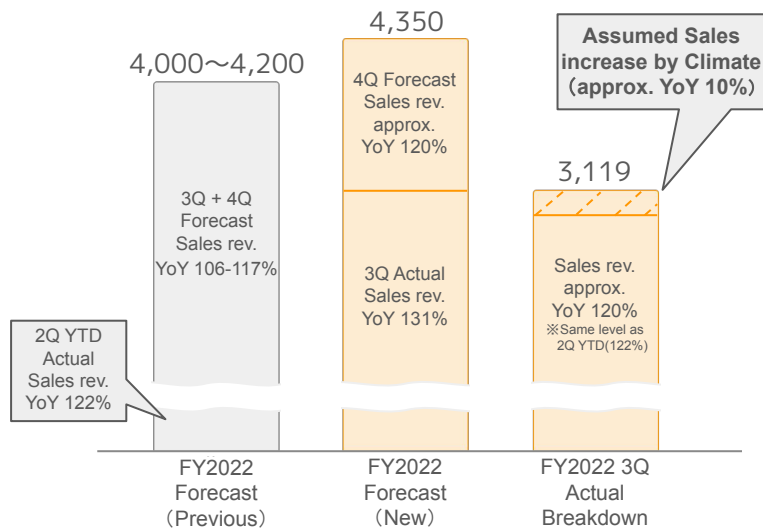 4,000～4,200
3Q + 4Q
Forecast
Sales rev.
YoY 106-117%
2Q YTD
Actual
Sales rev.
YoY 122%
FY2022
Forecast
（Previous）
4,350
4Q Forecast
Sales rev.
approx.
YoY 120%
3Q Actual
Sales rev.
YoY 131%
FY2022
Forecast
（New）
Assumed Sales
increase by Climate
（approx. YoY 10%）
3,119
Sales rev.
approx.
YoY 120%
※Same level as
2Q YTD(122%)
FY2022 3Q
Actual
Breakdown